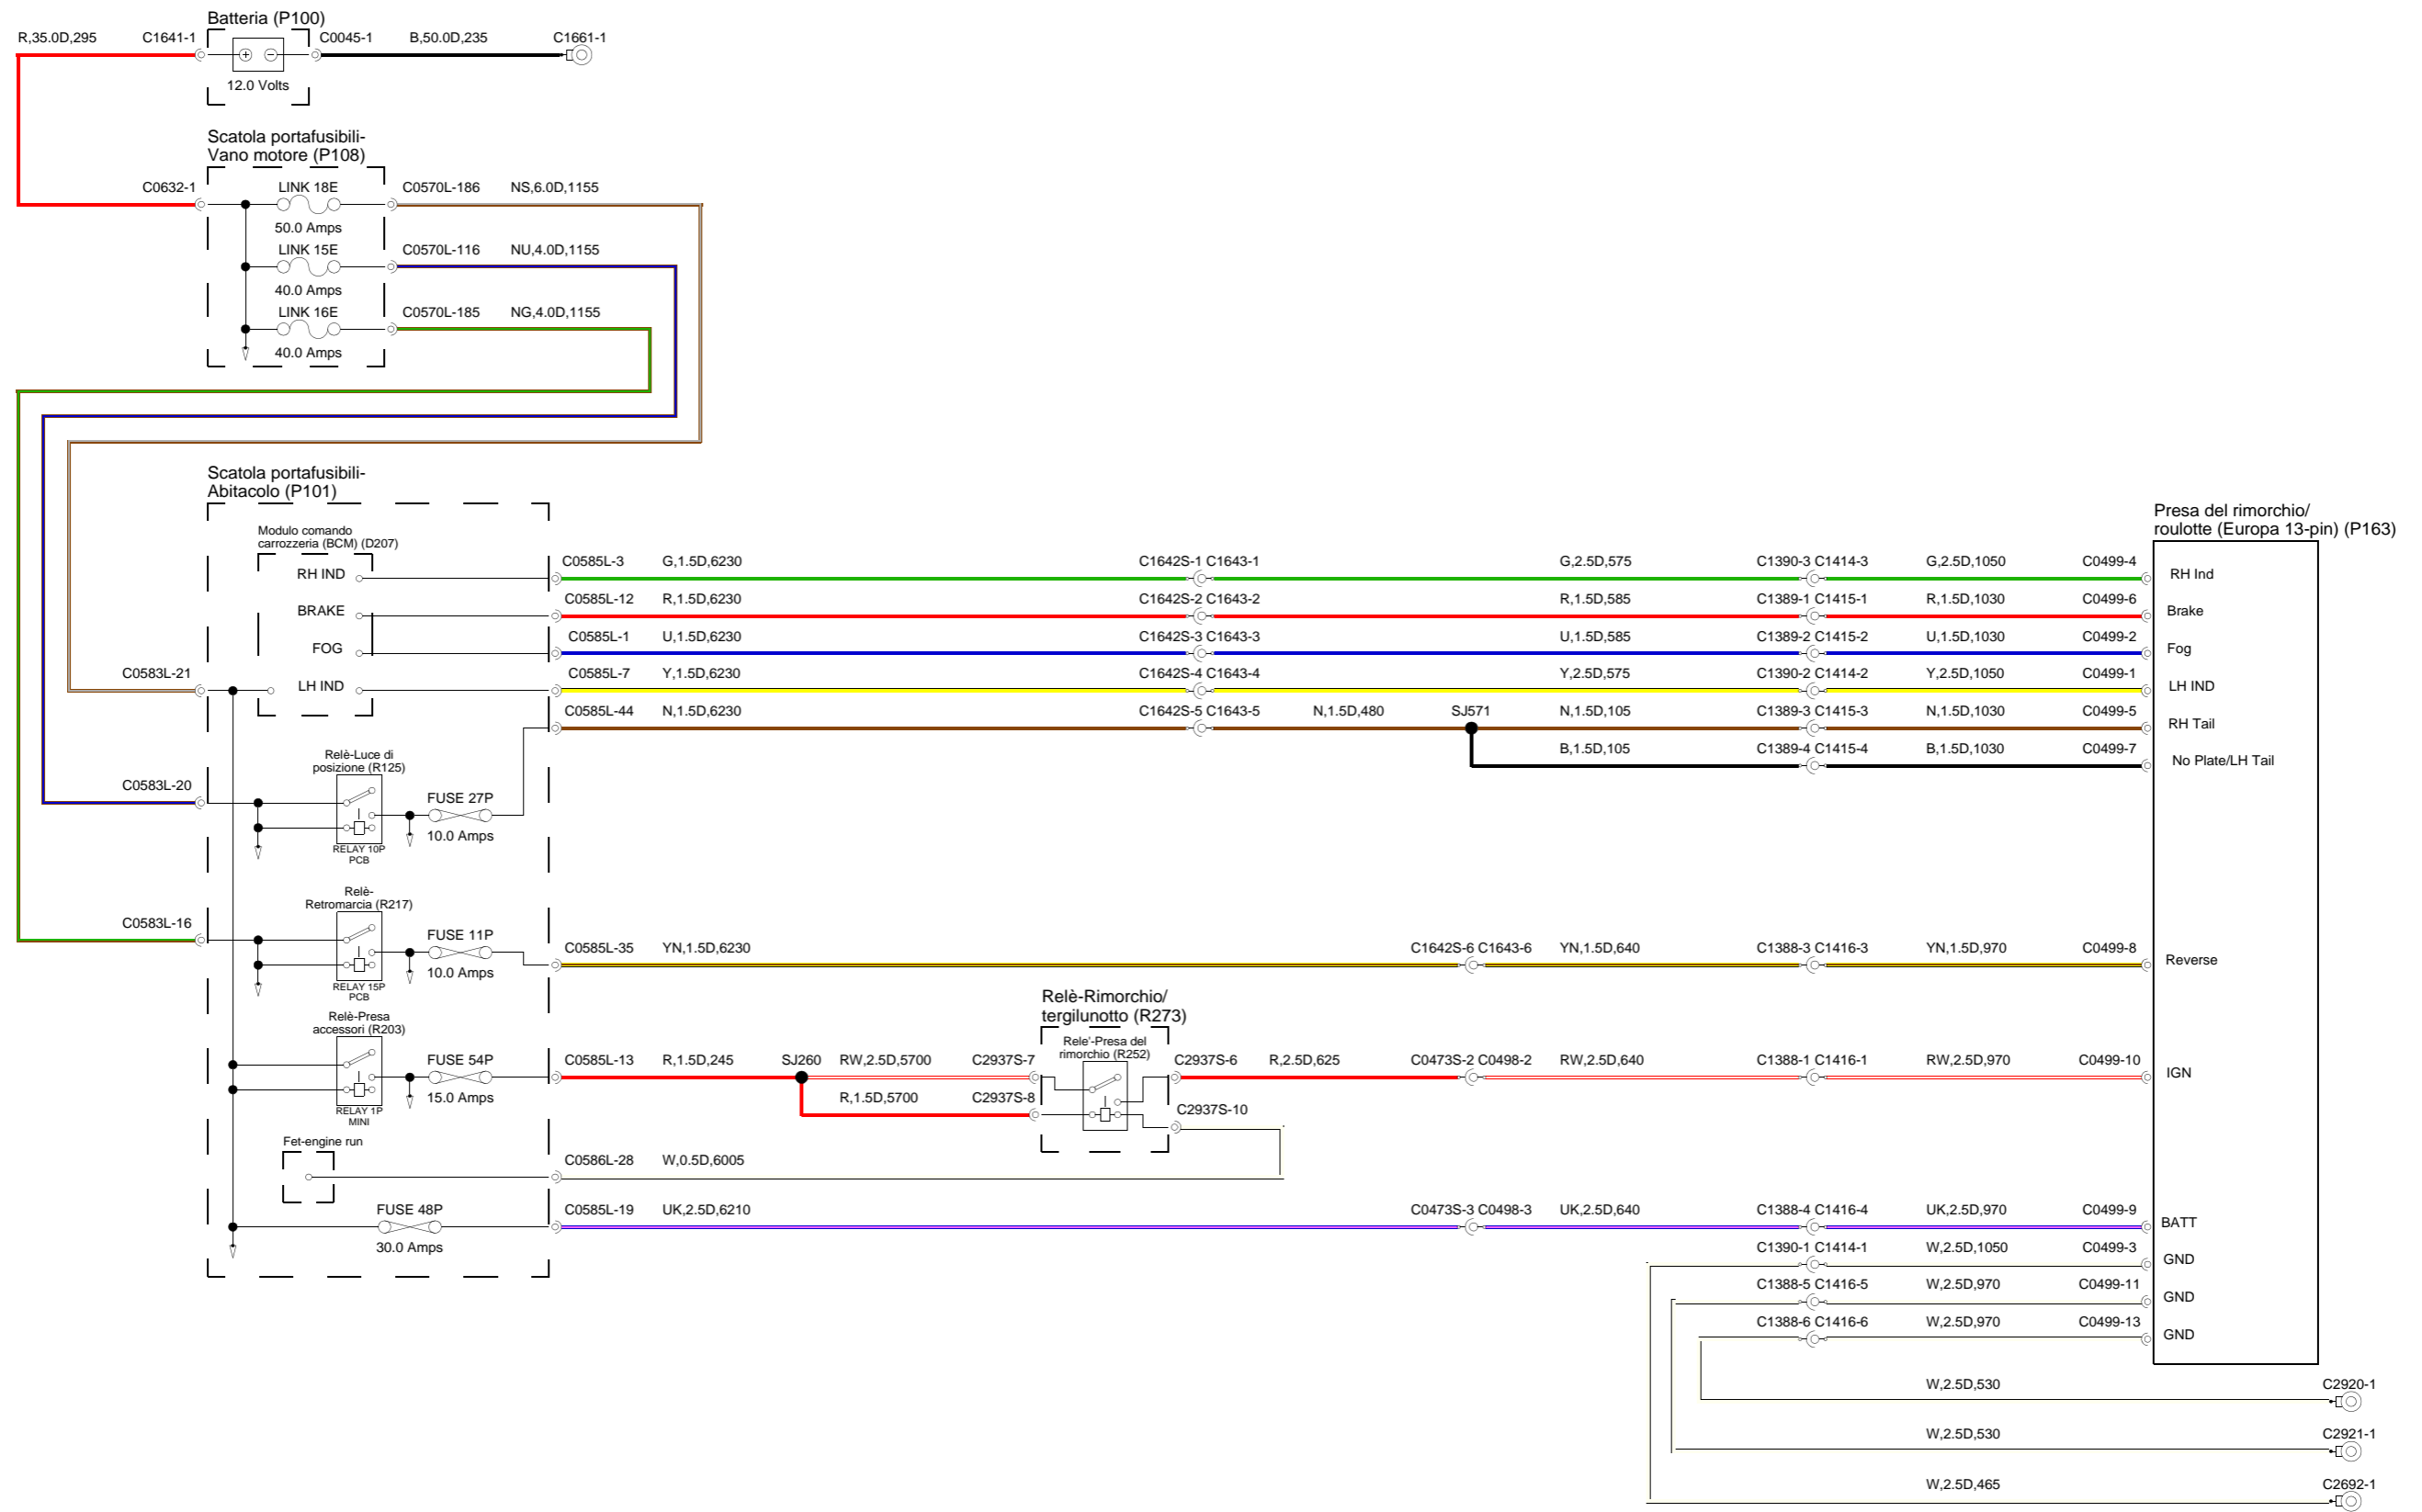 Batteria (P100)
R,35.0D,295 C1641-1 C0045-1 B,50.0D,235 C1661-1
12.0 Volts
Scatola portafusibili-
Vano motore (P108)
C0632-1 LINK 18E C0570L-186 NS,6.0D,1155
50.0 Amps
LINK 15E C0570L-116 NU,4.0D,1155
40.0 Amps
LINK 16E C0570L-185 NG,4.0D,1155
40.0 Amps
Scatola portafusibili-
Abitacolo (P101)
Presa del rimorchio/
roulotte (Europa 13-pin) (P163)
Modulo comando
carrozzeria (BCM) (D207)
RH IND C0585L-3 G,1.5D,6230 C1642S-1 C1643-1 G,2.5D,575 C1390-3 C1414-3 G,2.5D,1050 C0499-4 RH Ind
BRAKE C0585L-12 R,1.5D,6230 C1642S-2 C1643-2 R,1.5D,585 C1389-1 C1415-1 R,1.5D,1030 C0499-6 Brake
FOG C0585L-1 U,1.5D,6230 C1642S-3 C1643-3 U,1.5D,585 C1389-2 C1415-2 U,1.5D,1030 C0499-2 Fog
C0583L-21 LH IND C0585L-7 Y,1.5D,6230 C1642S-4 C1643-4 Y,2.5D,575 C1390-2 C1414-2 Y,2.5D,1050 C0499-1 LH IND
C0585L-44 N,1.5D,6230 C1642S-5 C1643-5 N,1.5D,480 SJ571 N,1.5D,105 C1389-3 C1415-3 N,1.5D,1030 C0499-5 RH Tail
B,1.5D,105 C1389-4 C1415-4 B,1.5D,1030 C0499-7 No Plate/LH Tail
Relè-Luce di
posizione (R125)
C0583L-20 FUSE 27P
10.0 Amps
RELAY 10P
PCB
Relè-
Retromarcia (R217)
C0583L-16 FUSE 11P C0585L-35 YN,1.5D,6230 C1642S-6 C1643-6 YN,1.5D,640 C1388-3 C1416-3 YN,1.5D,970 C0499-8 Reverse
10.0 Amps
RELAY 15P
PCB
Relè-Rimorchio/
tergilunotto (R273)
Relè-Presa
accessori (R203)
Rele'-Presa del
rimorchio (R252)
FUSE 54P C0585L-13 R,1.5D,245 SJ260 RW,2.5D,5700 C2937S-7 C2937S-6 R,2.5D,625 C0473S-2 C0498-2 RW,2.5D,640 C1388-1 C1416-1 RW,2.5D,970 C0499-10 IGN
15.0 Amps R,1.5D,5700 C2937S-8 C2937S-10
RELAY 1P
MINI
Fet-engine run
C0586L-28 W,0.5D,6005
FUSE 48P C0585L-19 UK,2.5D,6210 C0473S-3 C0498-3 UK,2.5D,640 C1388-4 C1416-4 UK,2.5D,970 C0499-9 BATT
30.0 Amps
C1390-1 C1414-1 W,2.5D,1050 C0499-3 GND
C1388-5 C1416-5 W,2.5D,970 C0499-11 GND
C1388-6 C1416-6 W,2.5D,970 C0499-13 GND
W,2.5D,530 C2920-1
W,2.5D,530 C2921-1
W,2.5D,465 C2692-1